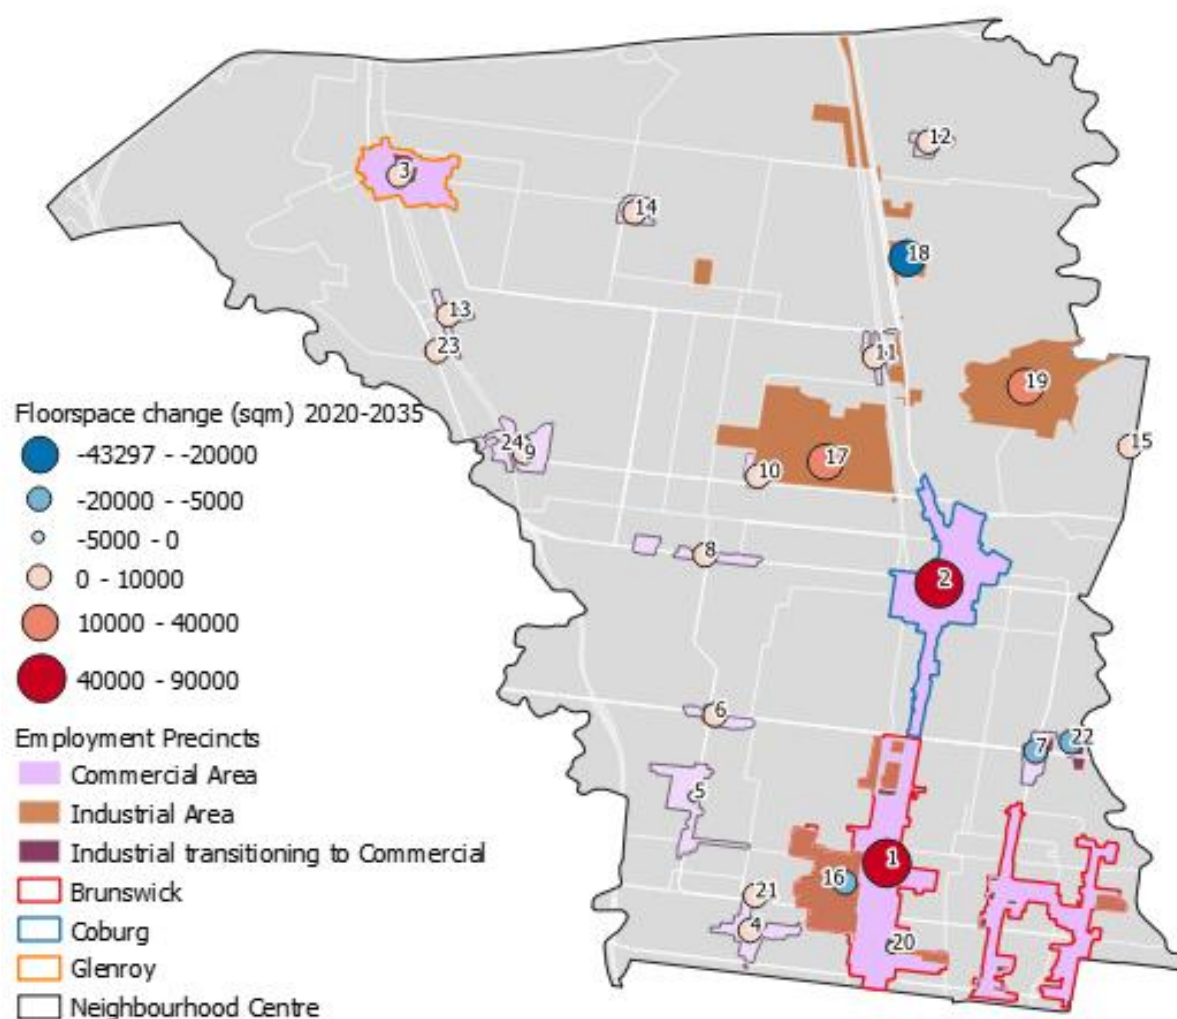 12
3
14
18
13
23
11
19
Floorspace change (sqm) 2020-2035
-43297 - -20000
-20000 - -5000
-5000 - 0
0 - 10000
10000 - 40000
40000 - 90000
24
9
10
17
15
8
2
6
7
22
5
1
16
21
4
20
Employment Precincts
Commercial Area
Industrial Area
Industrial transitioning to Commercial
Brunswick
Coburg
Glenroy
Neighbourhood Centre